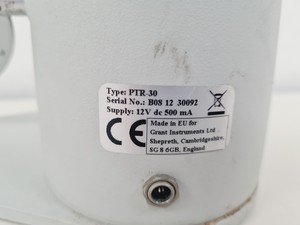 Type: PTR-30
Serial No.: B08 12 30092
Supply: 12V dc 500 mA
CE
Made in EU for
Grant Instruments Ltd
Shepreth, Cambridgeshire,
SG8 6GB, England